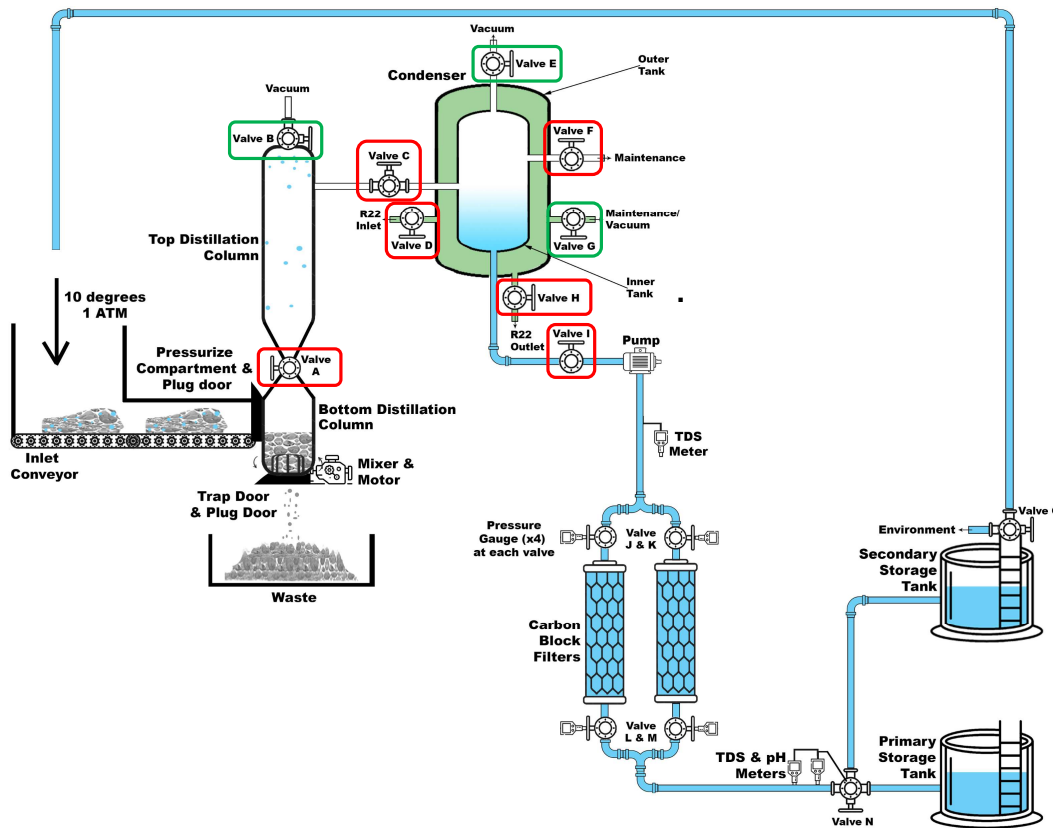 Vacuum
Valve E
Condenser
Outer
Tank
Vacuum
Valve B
Valve F
Valve C
Maintenance
R22
Inlet
Valve D
Maintenance/
Vacuum
Valve G
Top Distillation
Column
Inner
Tank
10 degrees
1 ATM
Valve H
R22
Outlet
Valve I
Pump
Pressurize
Compartment &
Plug door
Valve
A
Bottom Distillation
Column
TDS
Meter
Inlet
Conveyor
Mixer &
Motor
Trap Door
& Plug Door
Waste
Pressure
Gauge (x4)
at each valve
Valve
J & K
Environment
Valve
Secondary
Storage
Tank
Carbon
Block
Filters
Valve
L & M
TDS & pH
Meters
Primary
Storage
Tank
Valve N